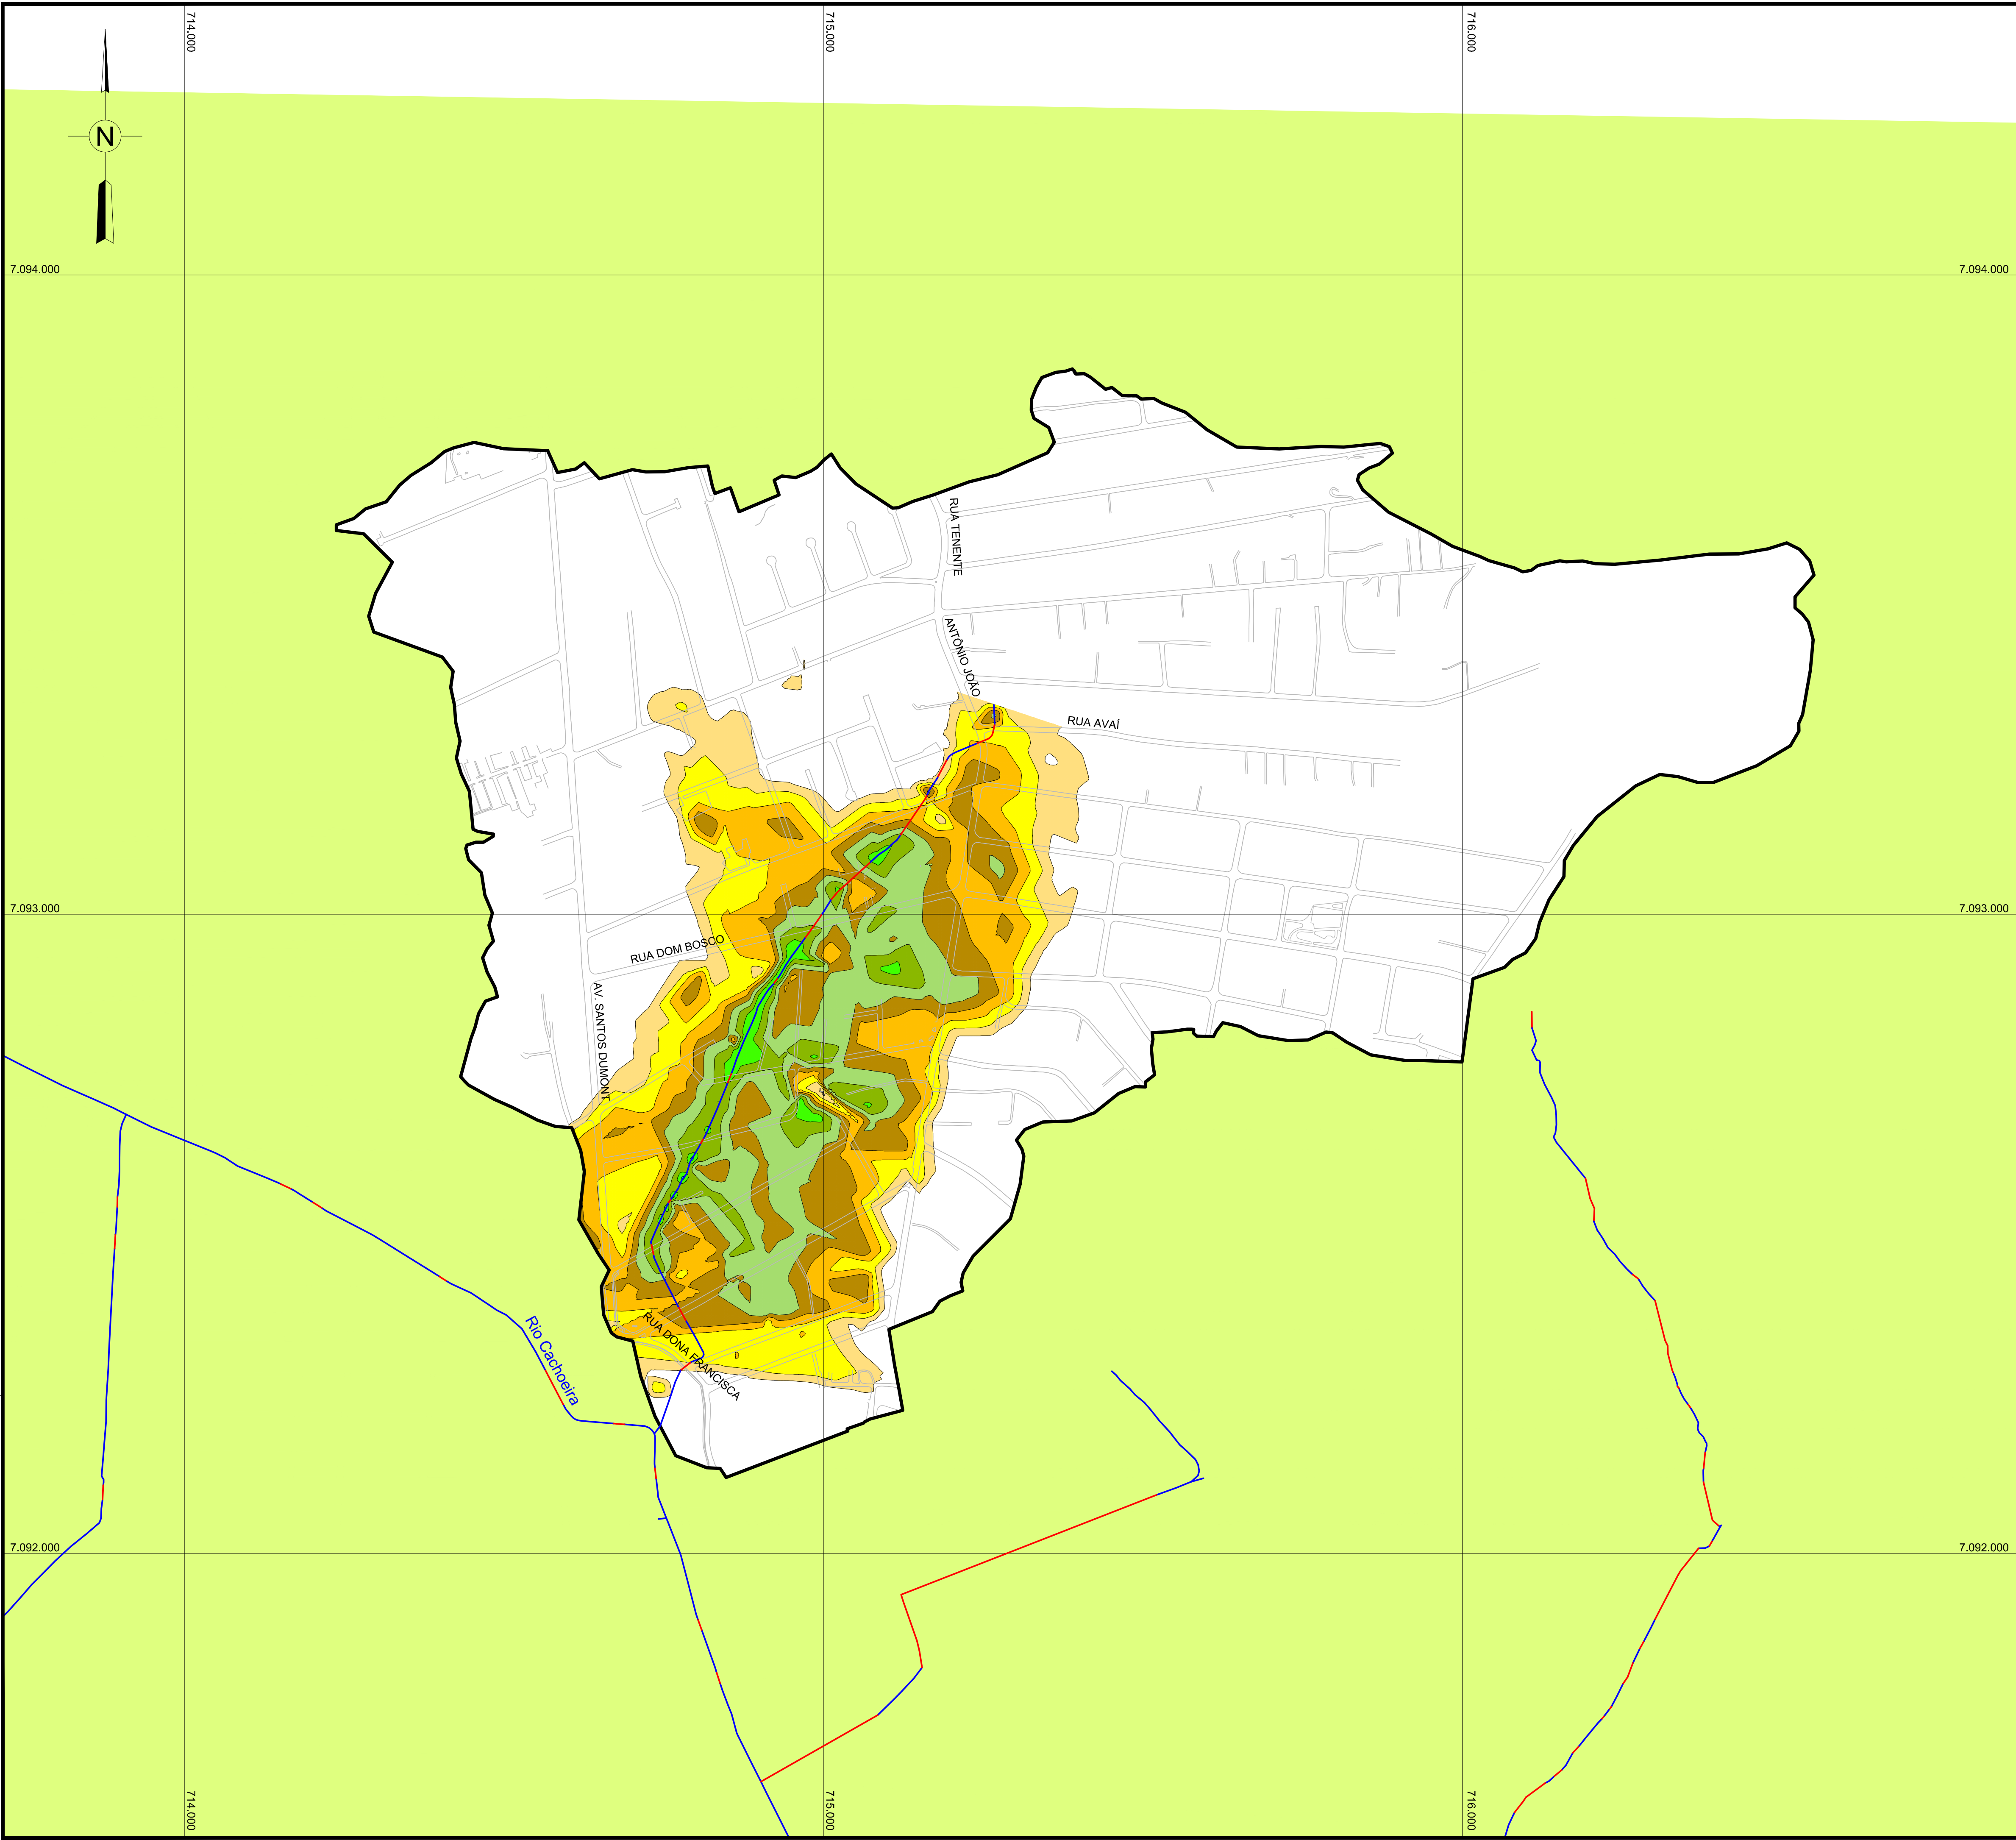 714.000
715.000
716.000
N
7.094.000
7.094.000
RUA TENENTE
ANTÔNIO JOÃO
RUA AVAÍ
7.093.000
7.093.000
RUA DOM BOSCO
AV. SANTOS DUMONT
Rio Cachoeira
RUA DONA FRANCISCA
7.092.000
7.092.000
714.000
715.000
716.000